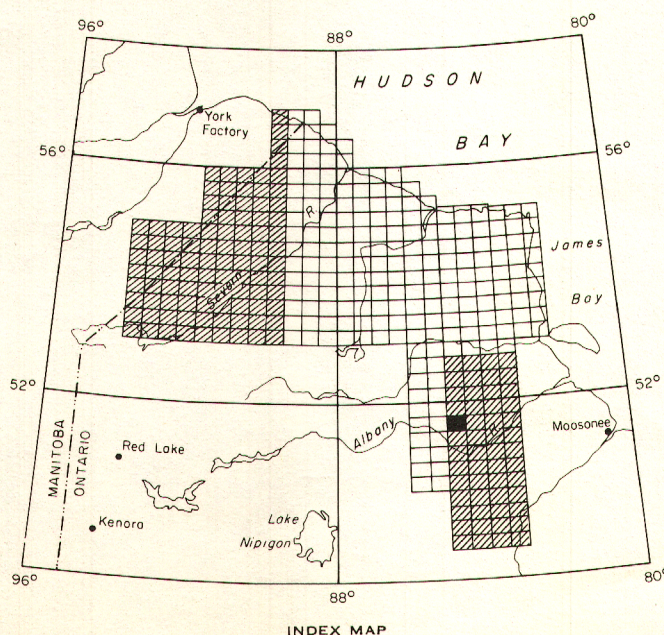 96°
88°
80°
HUDSON
BAY
York
Factory
56°
56°
Severn R.
James
Bay
52°
52°
Albany R.
Moosonee
MANITOBA
ONTARIO
Red Lake
Kenora
Lake
Nipigon
96°
88°
80°
INDEX MAP